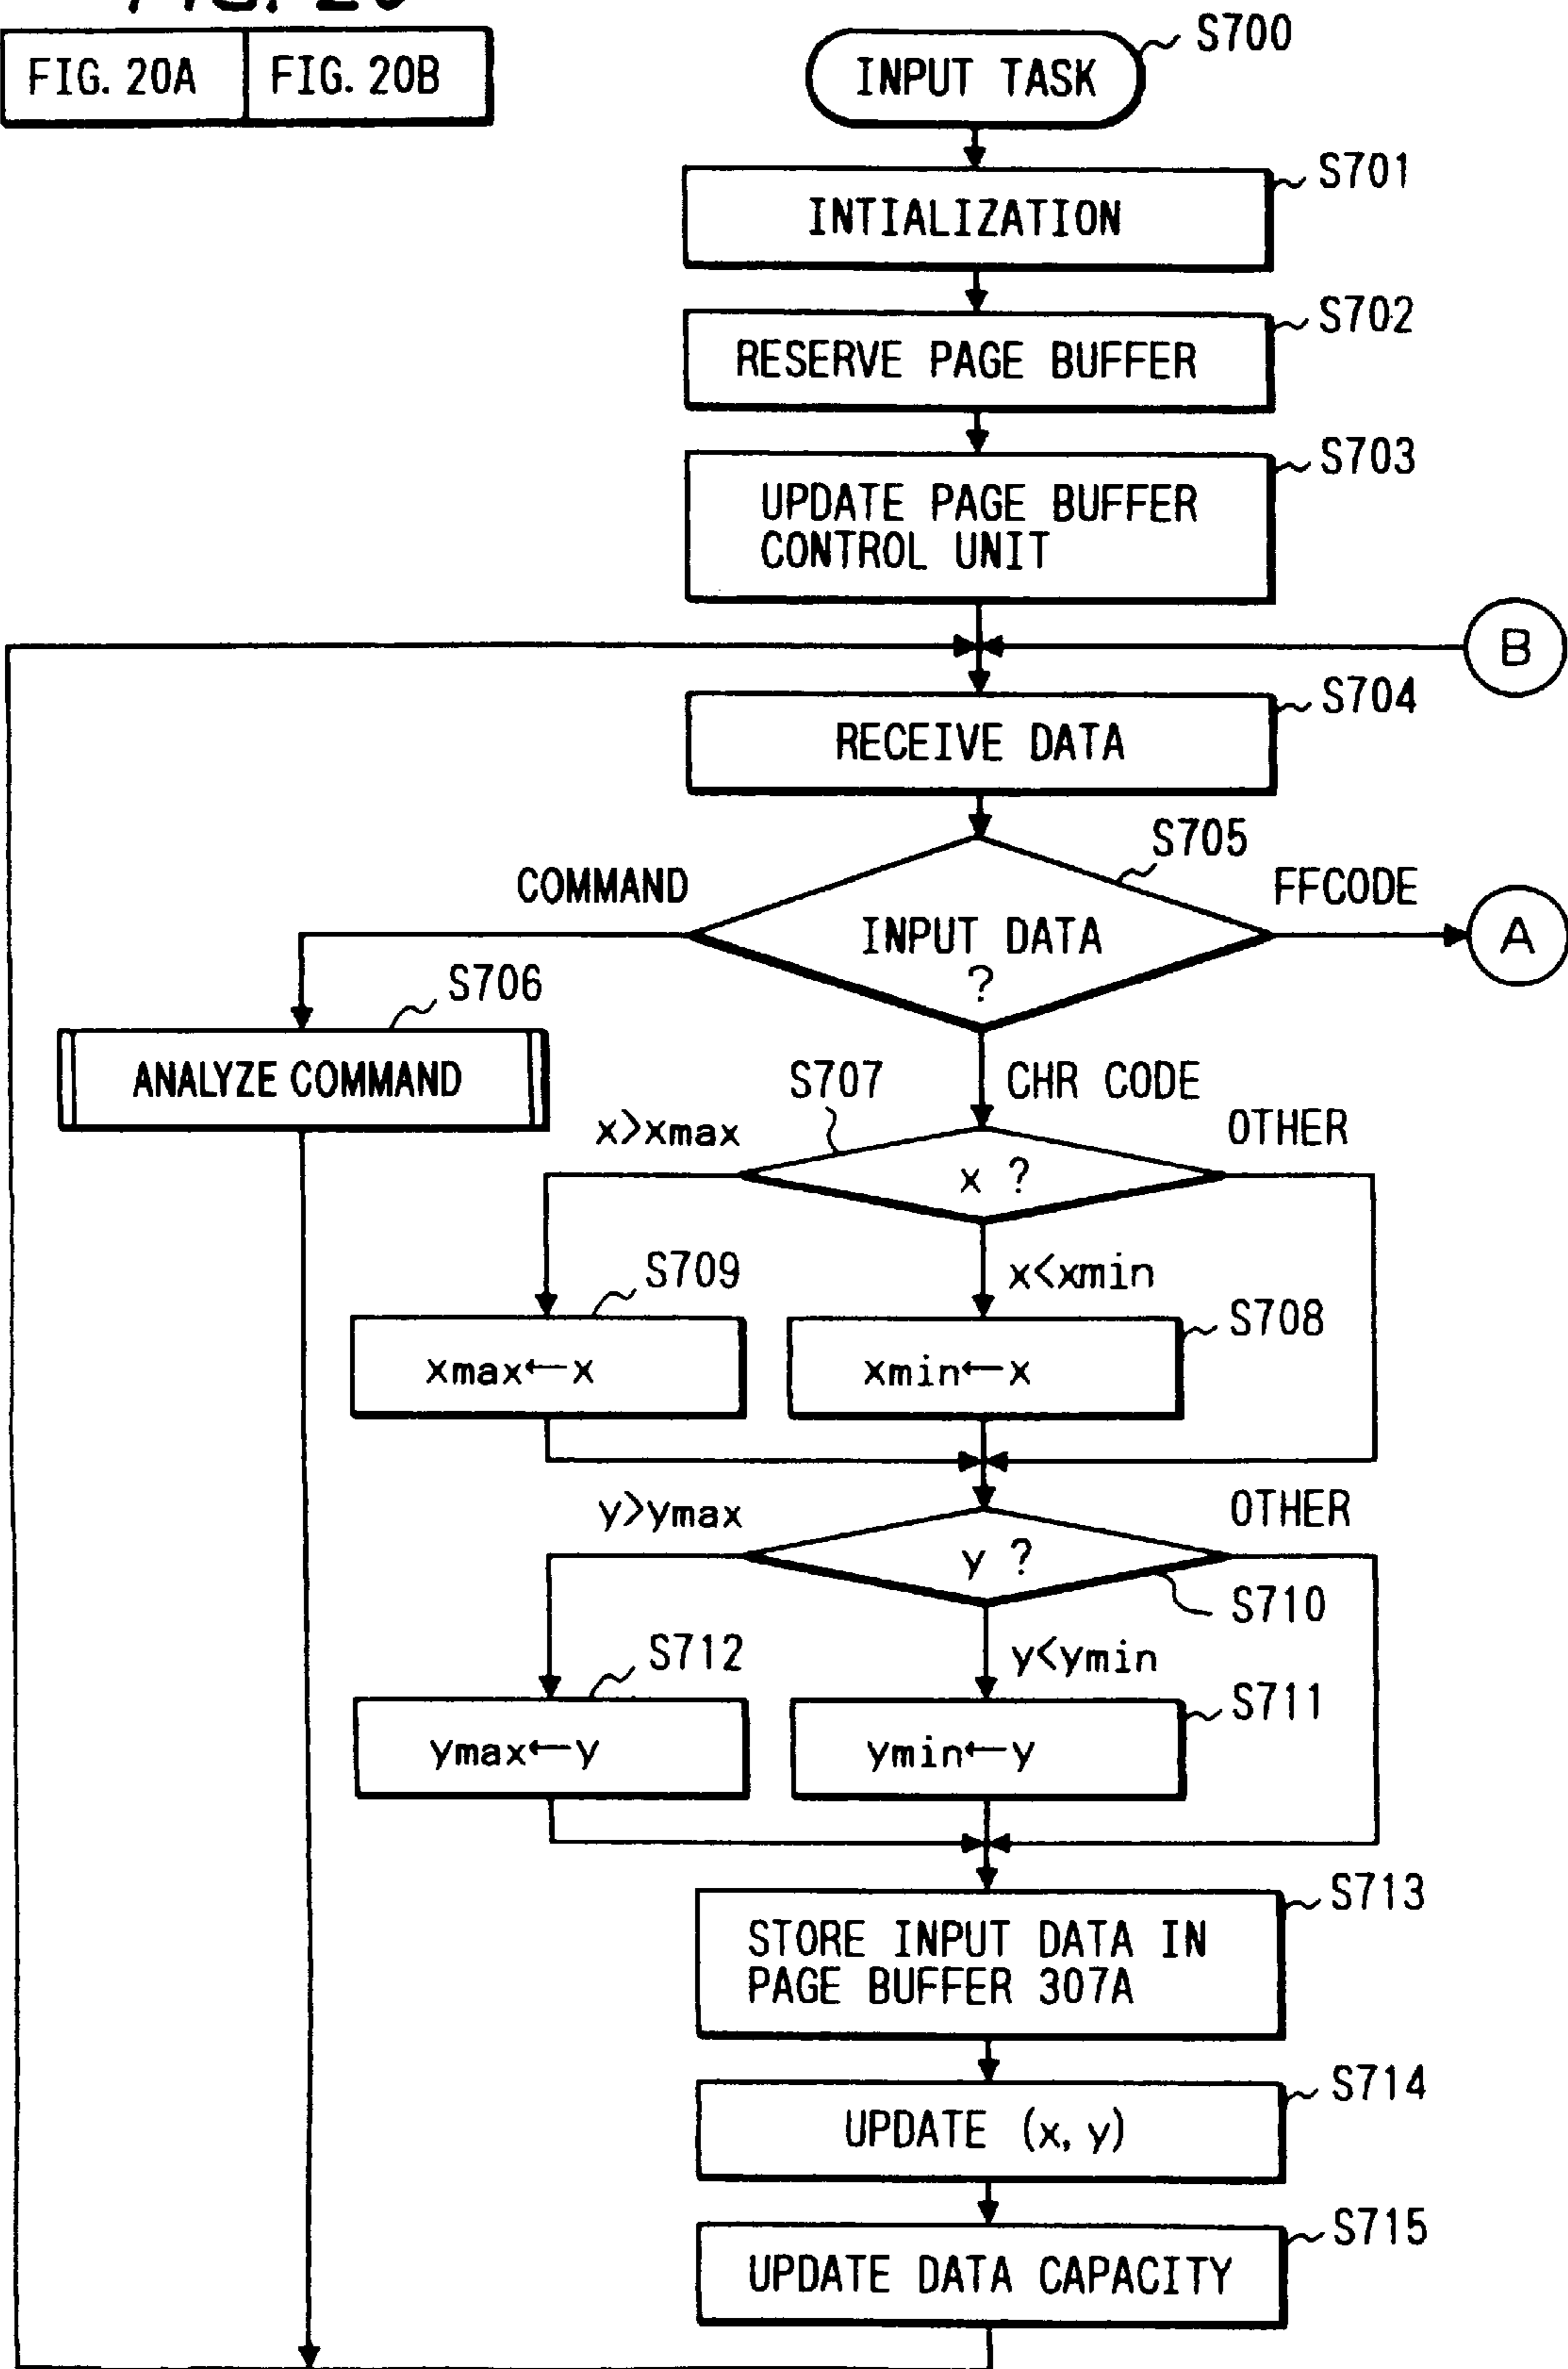 FIG. 20
FIG. 20A FIG. 20B
S700
INPUT TASK
S701
INTIALIZATION
S702
RESERVE PAGE BUFFER
S703
UPDATE PAGE BUFFER
CONTROL UNIT
B
S704
RECEIVE DATA
S705
COMMAND
FFCODE
INPUT DATA
?
A
S706
ANALYZE COMMAND
S707
CHR CODE
x>xmax
OTHER
x ?
S709
x<xmin
S708
xmax←x
xmin←x
y>ymax
OTHER
y ?
S710
S712
y<ymin
S711
ymax←y
ymin←y
S713
STORE INPUT DATA IN
PAGE BUFFER 307A
S714
UPDATE (x, y)
S715
UPDATE DATA CAPACITY